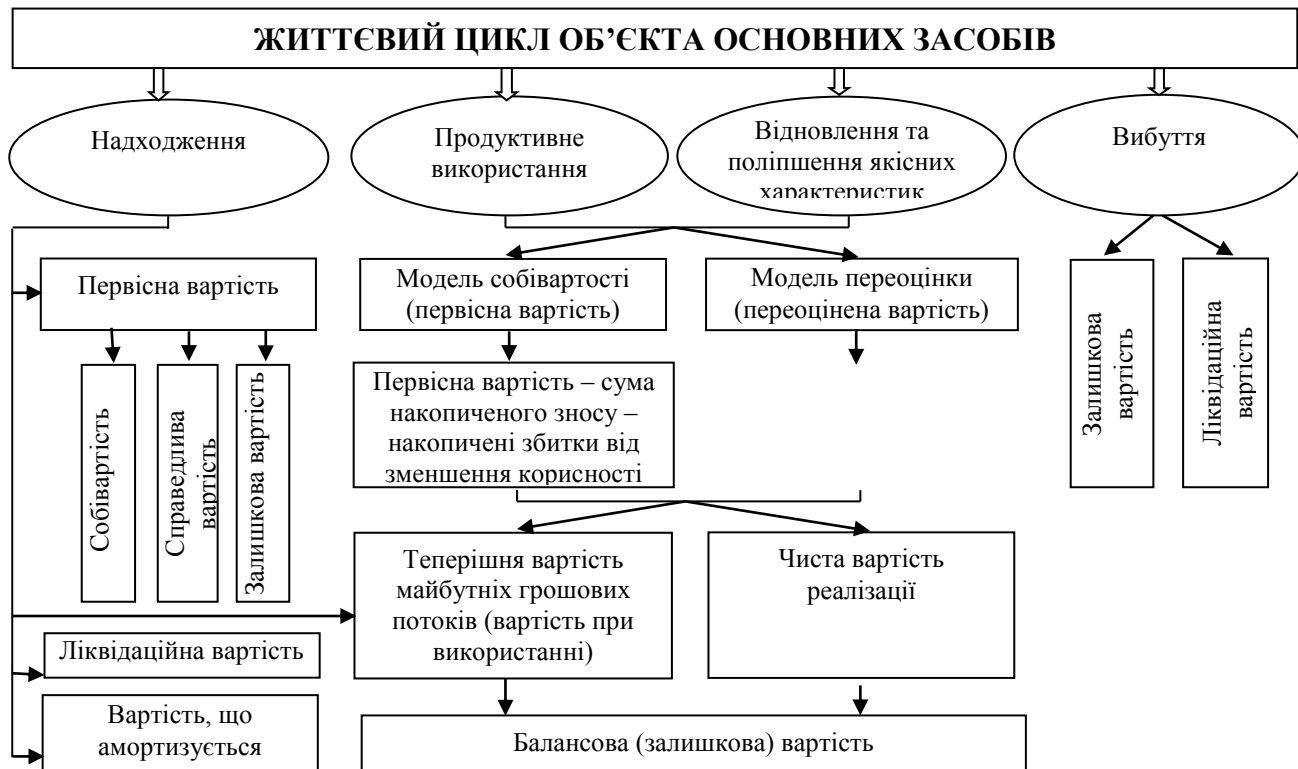 ЖИТТЄВИЙ ЦИКЛ ОБ’ЄКТА ОСНОВНИХ ЗАСОБІВ
Надходження
Продуктивне
використання
Відновлення та
поліпшення якісних
характеристик
Вибуття
Первісна вартість
Собівартість
Справедлива
вартість
Залишкова вартість
Модель собівартості
(первісна вартість)
Модель переоцінки
(переоцінена вартість)
Первісна вартість – сума
накопиченого зносу –
накопичені збитки від
зменшення корисності
Залишкова
вартість
Ліквідаційна
вартість
Теперішня вартість
майбутніх грошових
потоків (вартість при
використанні)
Чиста вартість
реалізації
Ліквідаційна вартість
Вартість, що
амортизується
Балансова (залишкова) вартість